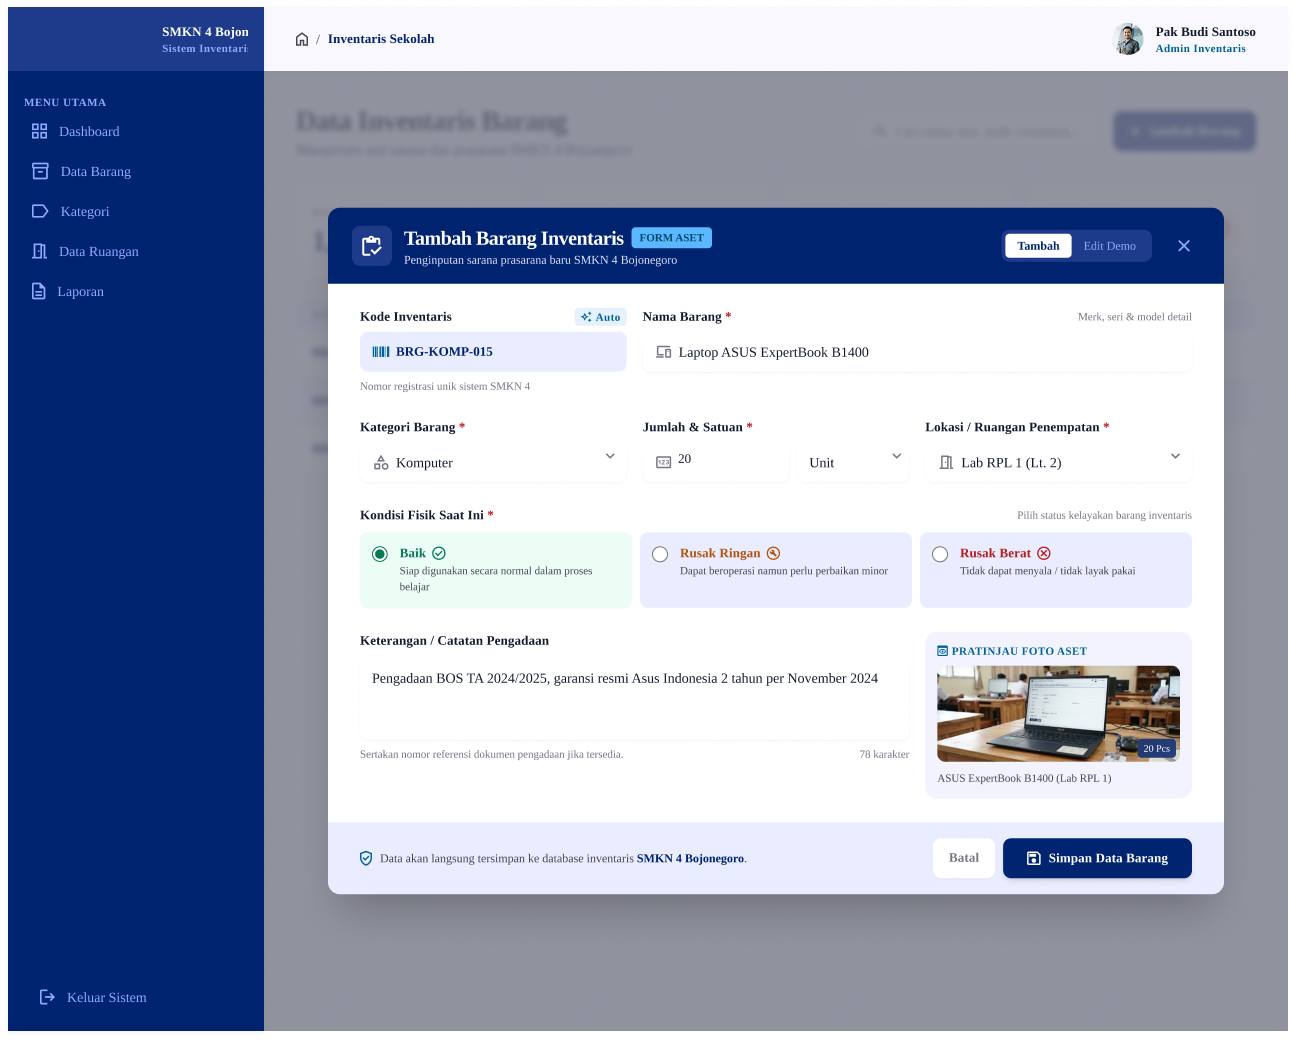 SMKN 4 Bojon
Sistem Inventari
/ Inventaris Sekolah
Pak Budi Santoso
Admin Inventaris
MENU UTAMA
Dashboard
Data Barang
Kategori
Data Ruangan
Laporan
Keluar Sistem
Data Inventaris Barang
Tambah Barang
Tambah Barang Inventaris
FORM ASET
Penginputan sarana prasarana baru SMKN 4 Bojonegoro
Tambah
Edit Demo
Kode Inventaris
Auto
BRG-KOMP-015
Nomor registrasi unik sistem SMKN 4
Nama Barang *
Merk, seri & model detail
Laptop ASUS ExpertBook B1400
Kategori Barang *
Komputer
Jumlah & Satuan *
123
20
Unit
Lokasi / Ruangan Penempatan *
Lab RPL 1 (Lt. 2)
Kondisi Fisik Saat Ini *
Pilih status kelayakan barang inventaris
Baik
Siap digunakan secara normal dalam proses
belajar
Rusak Ringan
Dapat beroperasi namun perlu perbaikan minor
Rusak Berat
Tidak dapat menyala / tidak layak pakai
Keterangan / Catatan Pengadaan
Pengadaan BOS TA 2024/2025, garansi resmi Asus Indonesia 2 tahun per November 2024
Sertakan nomor referensi dokumen pengadaan jika tersedia.
78 karakter
PRATINJAU FOTO ASET
20 Pcs
ASUS ExpertBook B1400 (Lab RPL 1)
Data akan langsung tersimpan ke database inventaris SMKN 4 Bojonegoro.
Batal
Simpan Data Barang